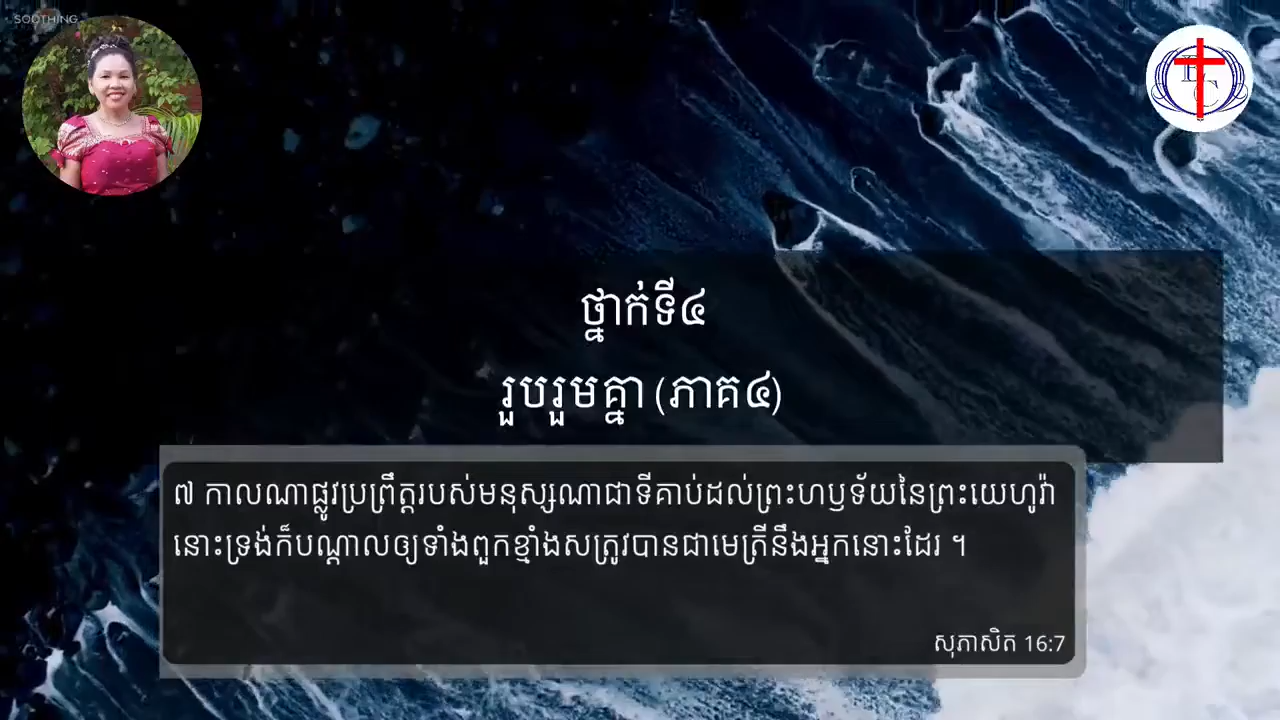 SOOTHING
ថ្នាក់ទី៤
រួបរួមគ្នា (ភាគ៤)
៧ កាលណាផ្លូវប្រព្រឹត្តរបស់មនុស្សណាជាទីគាប់ដល់ព្រះហឫទ័យនៃព្រះយេហូវ៉ា
នោះទ្រង់ក៏បណ្តាលឲ្យទាំងពួកខ្មាំងសត្រូវបានជាមេត្រីនឹងអ្នកនោះដែរ ។
សុភាសិត 16:7